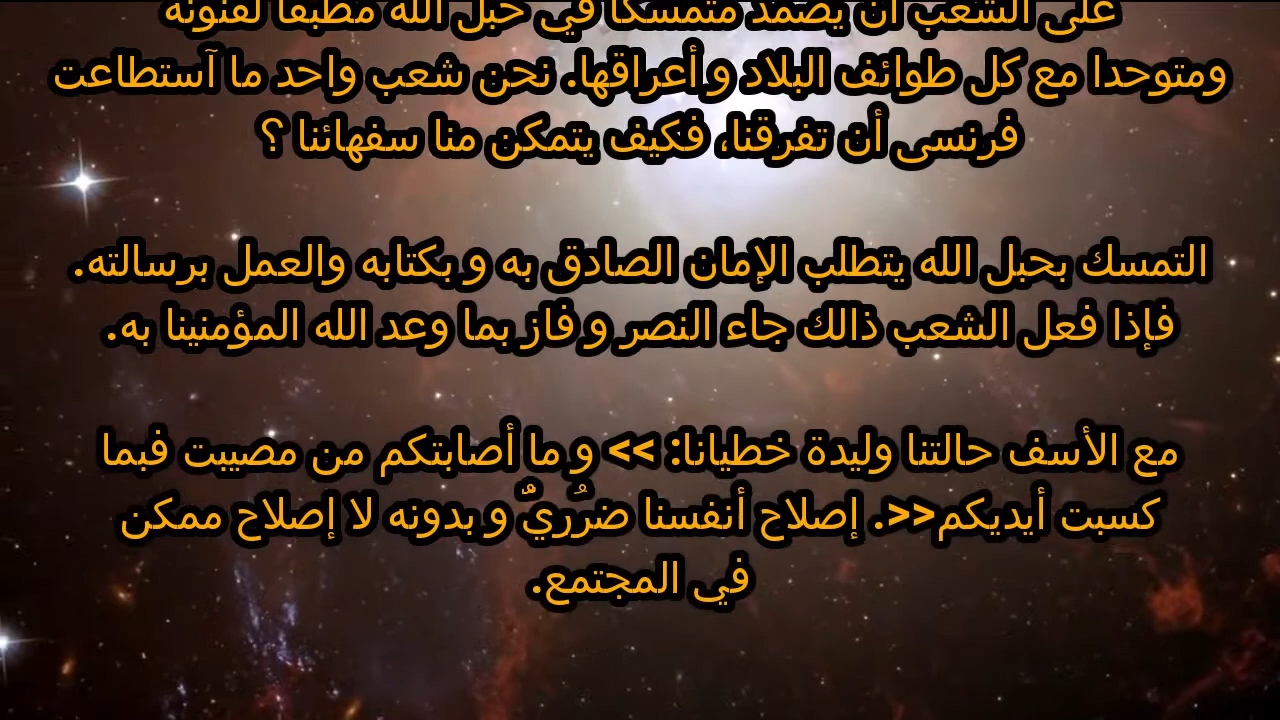 على الشعب أن يصمد متمسكا في حبل الله مطبقا لفنونه
ومتوحدا مع كل طوائف البلاد و أعراقها. نحن شعب واحد ما آستطاعت
فرنسى أن تفرقنا، فكيف يتمكن منا سفهائنا ؟
التمسك بحبل الله يتطلب الإمان الصادق به و بكتابه والعمل برسالته.
فإذا فعل الشعب ذالك جاء النصر و فاز بما وعد الله المؤمنينا به.
مع الأسف حالتنا وليدة خطيانا: >> و ما أصابتكم من مصيبت فبما
كسبت أيديكم<<. إصلاح أنفسنا ضرُريٌ و بدونه لا إصلاح ممكن
في المجتمع.